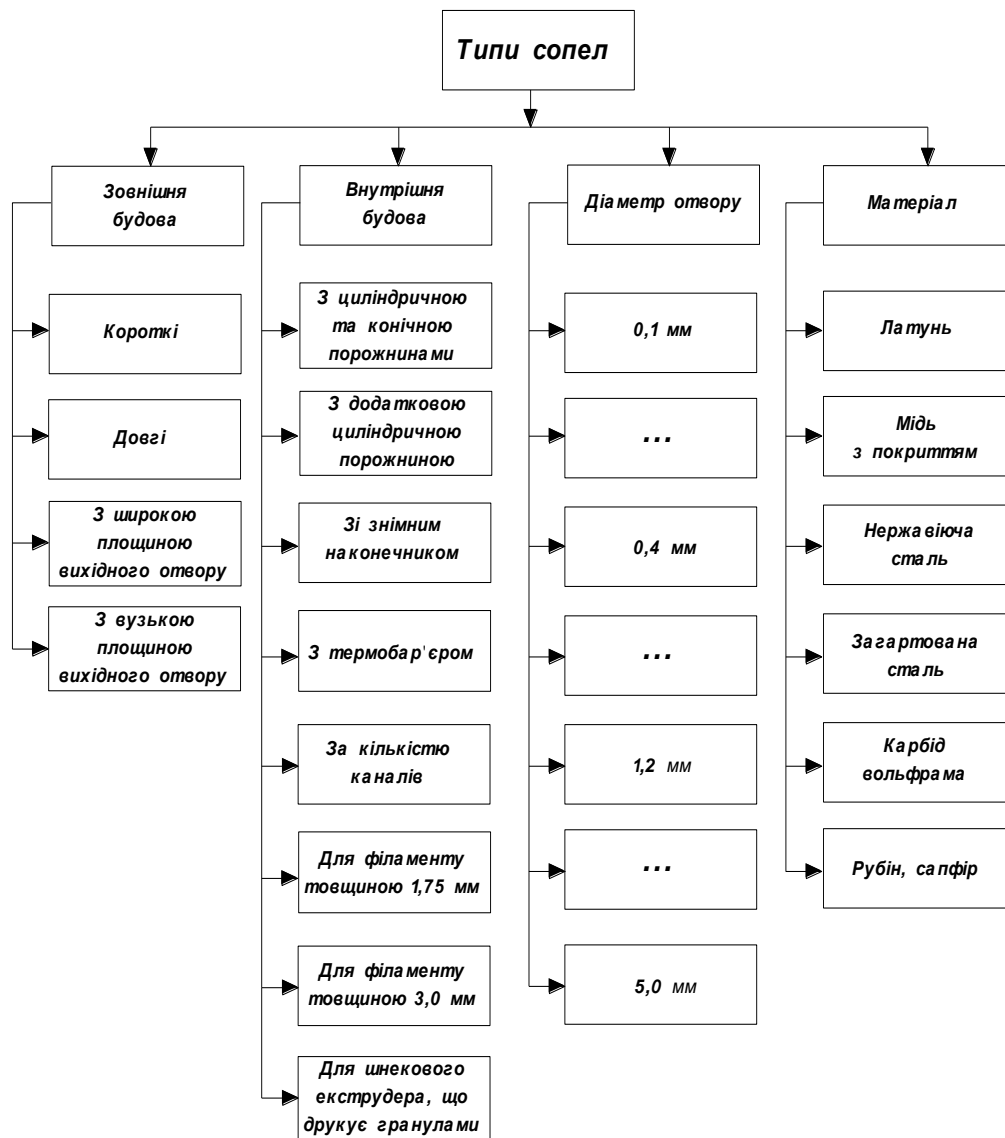 Типи сопел
Зовнішня
будова
Короткі
Довгі
З широкою
площиною
вихідного отвору
З вузькою
площиною
вихідного отвору
Внутрішня
будова
З циліндричною
та конічною
порожнинами
З додатковою
циліндричною
порожниною
Зі знімним
наконечником
З термобар'єром
За кількістю
каналів
Для філаменту
товщиною 1,75 мм
Для філаменту
товщиною 3,0 мм
Для шнекового
екструдера, що
друкує гранулами
Діаметр отвору
0,1 мм
...
0,4 мм
...
1,2 мм
...
5,0 мм
Матеріал
Латунь
Мідь
з покриттям
Нержавіюча
сталь
Загартована
сталь
Карбід
вольфрама
Рубін, сапфір